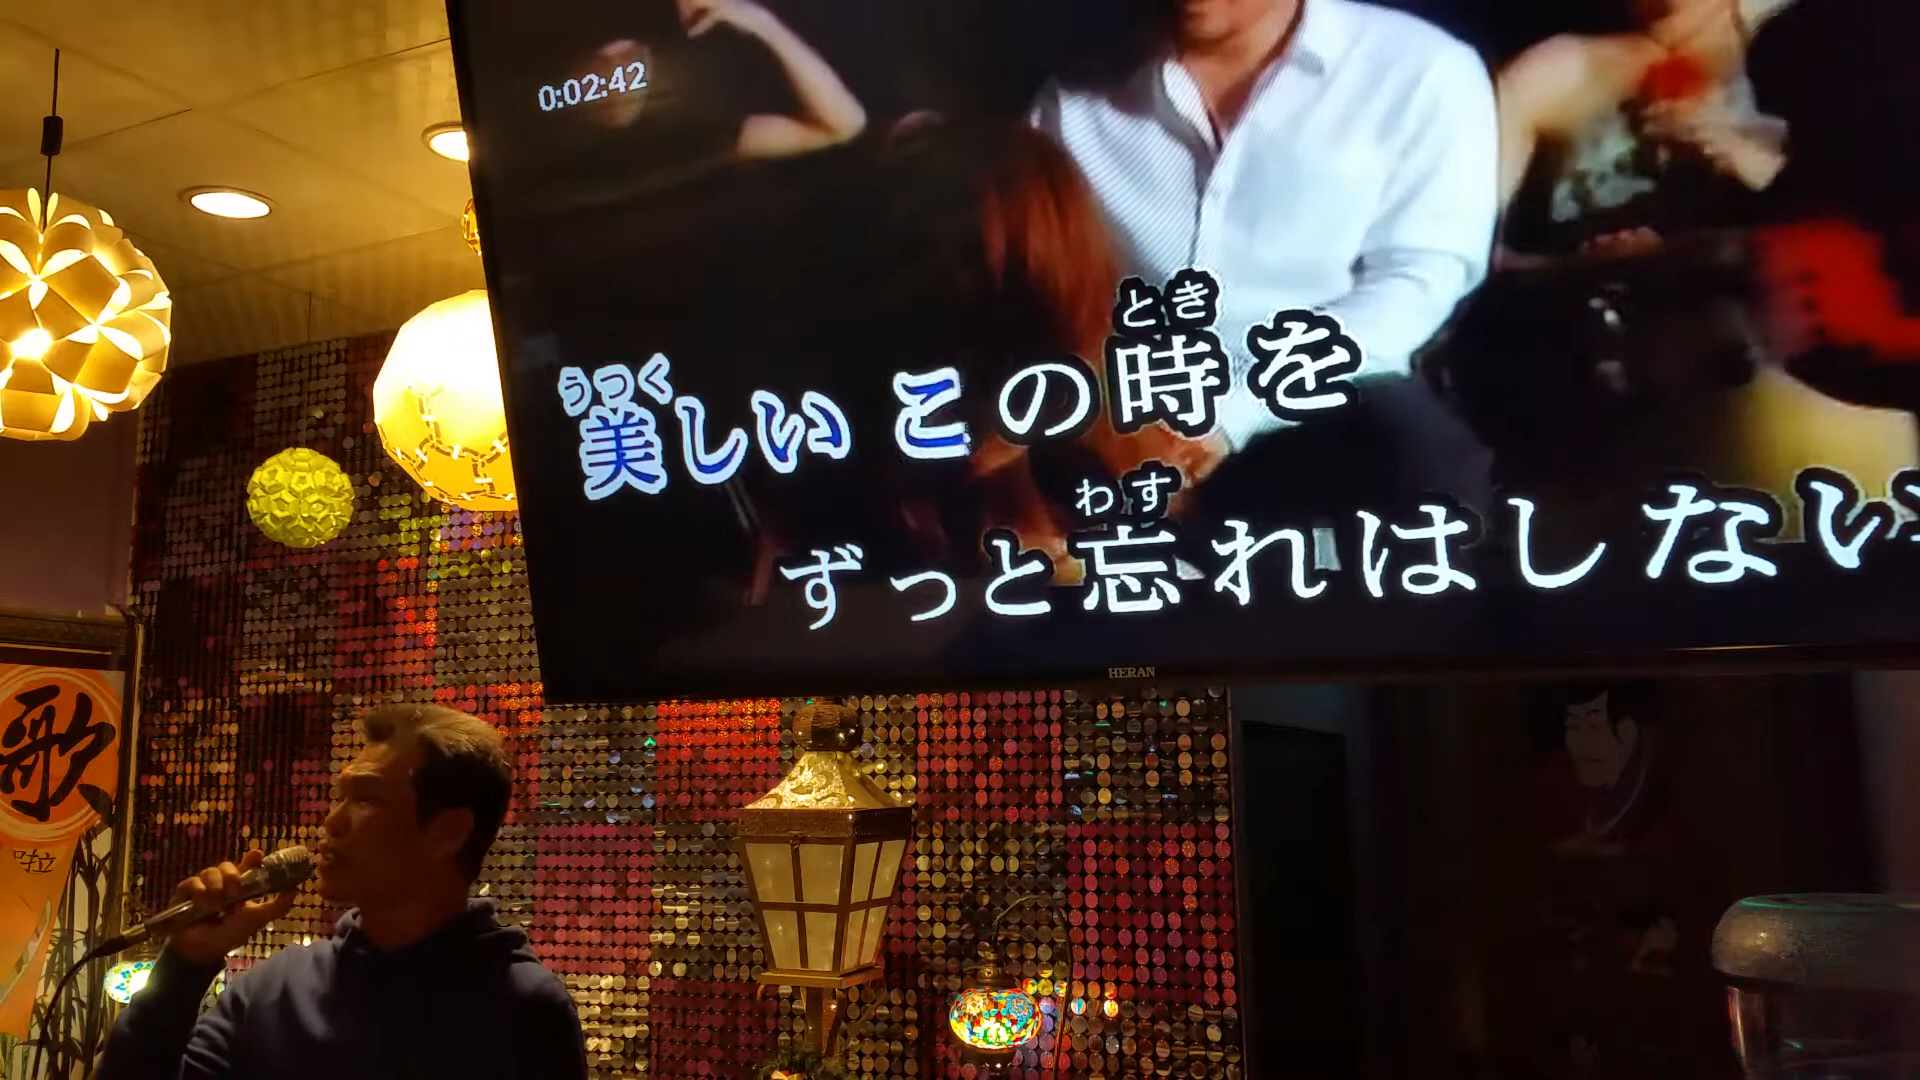 0:02:42
うつく
とき
美しい この時を
わす
ずっと忘れはしない
HERAN
歌
啦